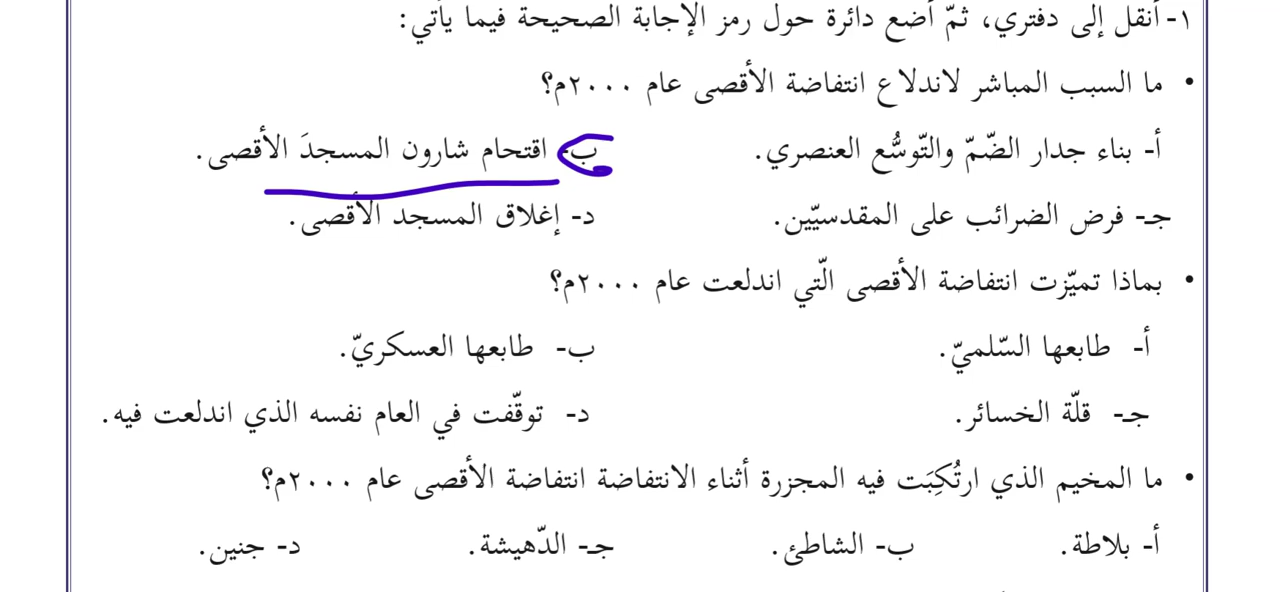 ١- أنقل إلى دفتري، ثمّ أضع دائرة حول رمز الإجابة الصحيحة فيما يأتي:
• ما السبب المباشر لاندلاع انتفاضة الأقصى عام ٢٠٠٠م؟
أ- بناء جدار الضّمّ والتّوسُّع العنصري. ب- اقتحام شارون المسجدَ الأقصى.
جـ- فرض الضرائب على المقدسيّين. د- إغلاق المسجد الأقصى.
• بماذا تميّزت انتفاضة الأقصى الّتي اندلعت عام ٢٠٠٠م؟
أ- طابعها السّلميّ. ب- طابعها العسكريّ.
جـ- قلّة الخسائر. د- توقّفت في العام نفسه الذي اندلعت فيه.
• ما المخيم الذي ارتُكِبَت فيه المجزرة أثناء الانتفاضة انتفاضة الأقصى عام ٢٠٠٠م؟
أ- بلاطة. ب- الشاطئ. جـ- الدّهيشة. د- جنين.